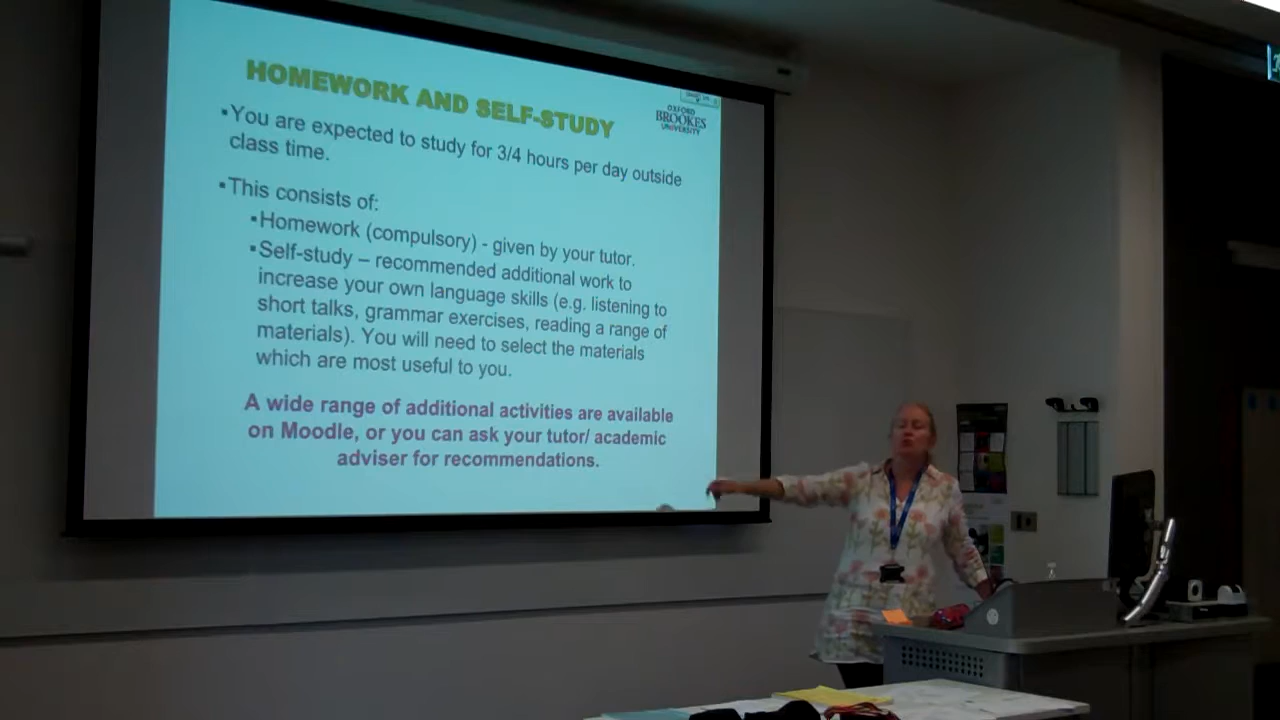 HOMEWORK AND SELF-STUDY
OXFORD
BROOKES
UNIVERSITY
▪You are expected to study for 3/4 hours per day outside
class time.
▪This consists of:
▪Homework (compulsory) - given by your tutor.
▪Self-study – recommended additional work to
increase your own language skills (e.g. listening to
short talks, grammar exercises, reading a range of
materials). You will need to select the materials
which are most useful to you.
A wide range of additional activities are available
on Moodle, or you can ask your tutor/ academic
adviser for recommendations.